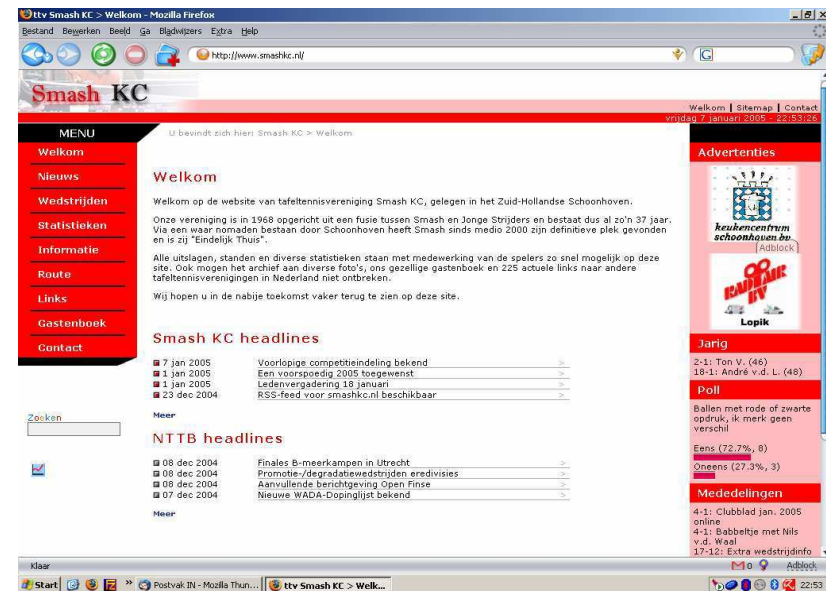 ttv Smash KC > Welkom - Mozilla Firefox
Bestand Bewerken Beeld Ga Bladwijzers Extra Help
http://www.smashkc.nl/
G
Smash KC
Welkom | Sitemap | Contact
vrijdag 7 januari 2005 - 22:53:26
MENU
Welkom
Nieuws
Wedstrijden
Statistieken
Informatie
Route
Links
Gastenboek
Contact
Zoeken
U bevindt zich hier: Smash KC > Welkom
Welkom
Welkom op de website van tafeltennisvereniging Smash KC, gelegen in het Zuid-Hollandse Schoonhoven.
Onze vereniging is in 1968 opgericht uit een fusie tussen Smash en Jonge Strijders en bestaat dus al zo'n 37 jaar.
Via een waar nomaden bestaan door Schoonhoven heeft Smash sinds medio 2000 zijn definitieve plek gevonden
en is zij "Eindelijk Thuis".
Alle uitslagen, standen en diverse statistieken staan met medewerking van de spelers zo snel mogelijk op deze
site. Ook mogen het archief aan diverse foto's, ons gezellige gastenboek en 225 actuele links naar andere
tafeltennisverenigingen in Nederland niet ontbreken.
Wij hopen u in de nabije toekomst vaker terug te zien op deze site.
Smash KC headlines
7 jan 2005 Voorlopige competitieindeling bekend >
1 jan 2005 Een voorspoedig 2005 toegewenst >
1 jan 2005 Ledenvergadering 18 januari >
23 dec 2004 RSS-feed voor smashkc.nl beschikbaar >
Meer
NTTB headlines
08 dec 2004 Finales B-meerkampen in Utrecht >
08 dec 2004 Promotie-/degradatiewedstrijden eredivisies >
08 dec 2004 Aanvullende berichtgeving Open Finse >
07 dec 2004 Nieuwe WADA-Dopinglijst bekend >
Meer
Advertenties
keukencentrum
schoonhoven bv
Adblock
RADIAIR
BV
Lopik
Jarig
2-1: Ton V. (46)
18-1: André v.d. L. (48)
Poll
Ballen met rode of zwarte
opdruk, ik merk geen
verschil
Eens (72.7%, 8)
Oneens (27.3%, 3)
Mededelingen
4-1: Clubblad jan. 2005
online
4-1: Babbeltje met Nils
v.d. Waal
17-12: Extra wedstrijdinfo
Klaar
0
Adblock
Start
»
Postvak IN - Mozilla Thun...
ttv Smash KC > Welk...
22:53